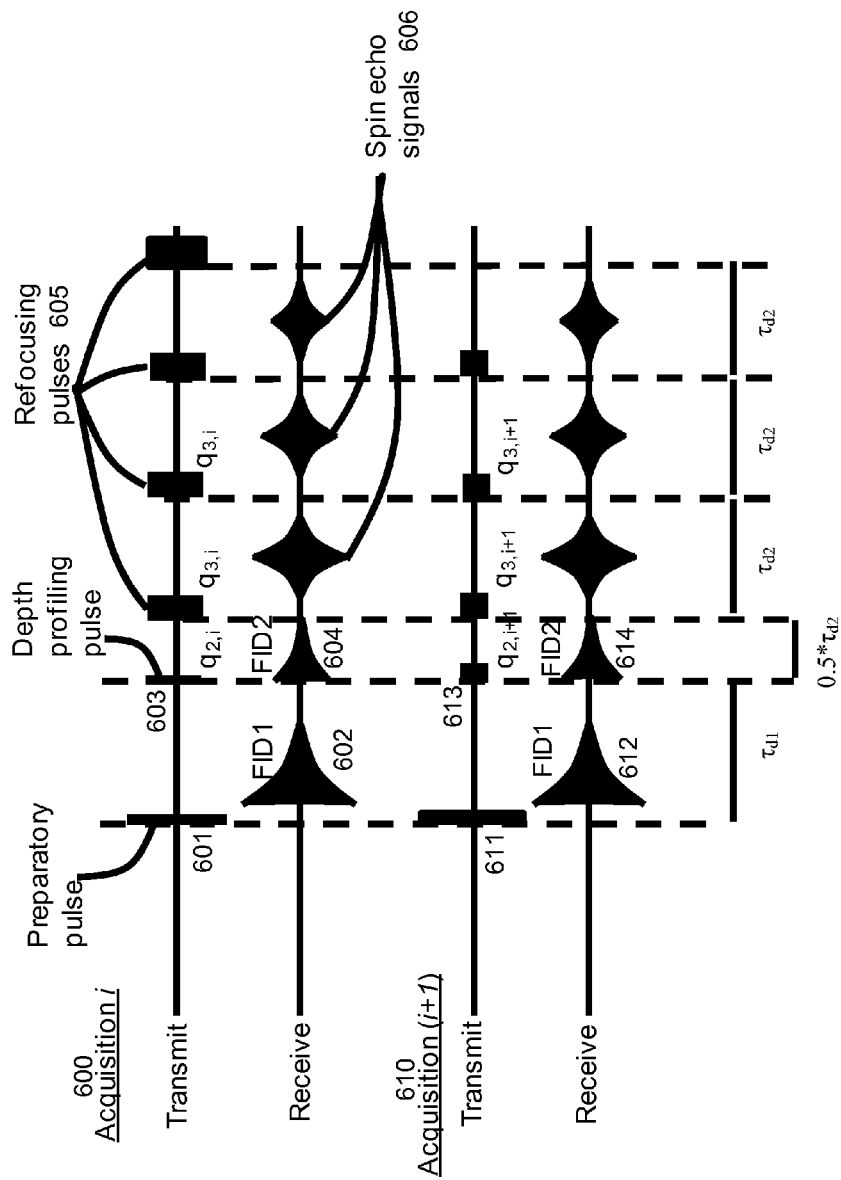 600
Acquisition i
Transmit
Preparatory
pulse
601
Depth
profiling
pulse
603
q2,i
Refocusing
pulses 605
q3,i
q3,i
Receive
FID1
602
FID2
604
Spin echo
signals 606
610
Acquisition (i+1)
Transmit
611
613
q2,i+1
q3,i+1
q3,i+1
Receive
FID1
612
FID2
614
τd1
0.5*τd2
τd2
τd2
τd2